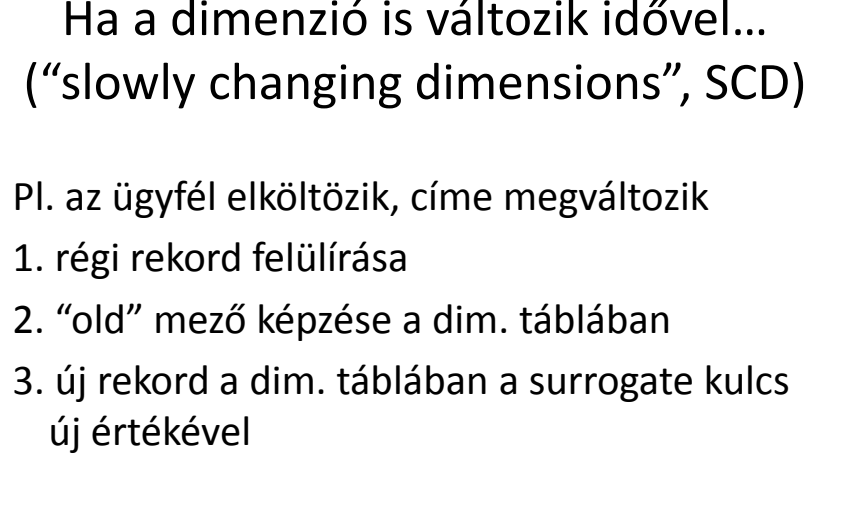 Ha a dimenzió is változik idővel…
(“slowly changing dimensions”, SCD)
Pl. az ügyfél elköltözik, címe megváltozik
1. régi rekord felülírása
2. “old” mező képzése a dim. táblában
3. új rekord a dim. táblában a surrogate kulcs
új értékével